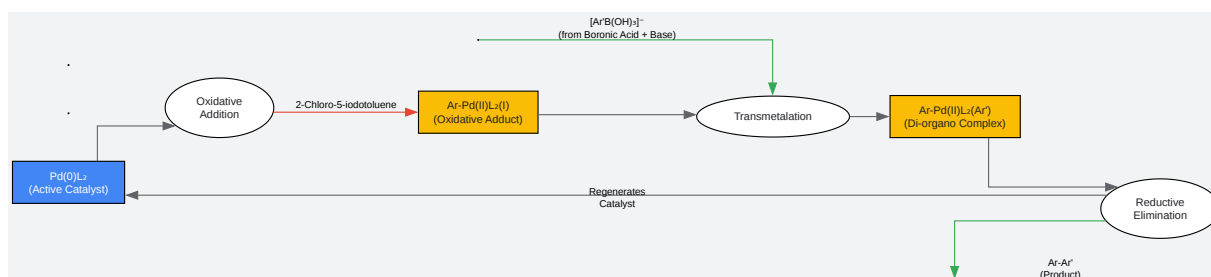 [Ar'B(OH)₃]⁻
(from Boronic Acid + Base)
Oxidative
Addition
2-Chloro-5-iodotoluene
Ar-Pd(II)L₂(I)
(Oxidative Adduct)
Transmetalation
Ar-Pd(II)L₂(Ar')
(Di-organo Complex)
Pd(0)L₂
(Active Catalyst)
Regenerates
Catalyst
Reductive
Elimination
Ar-Ar'
(Product)